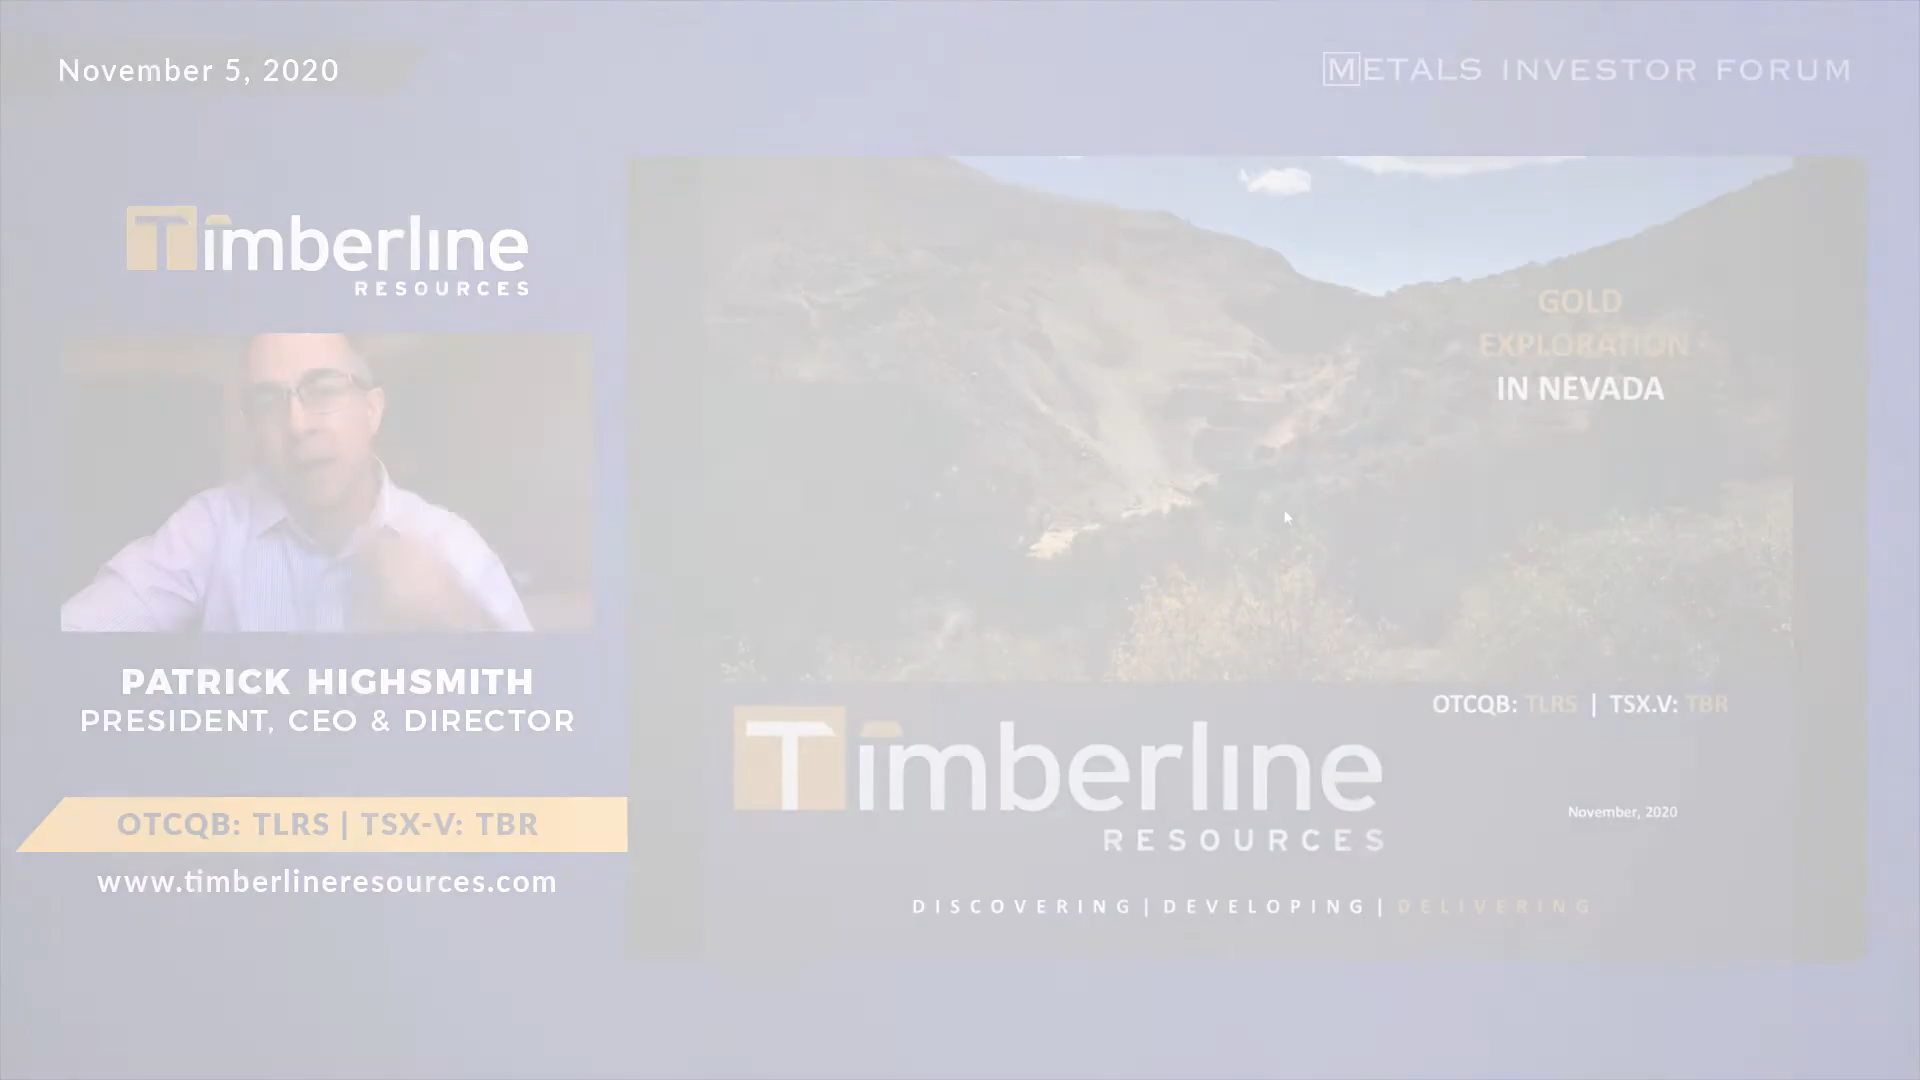 November 5, 2020
METALS INVESTOR FORUM
Timberline
RESOURCES
PATRICK HIGHSMITH
PRESIDENT, CEO & DIRECTOR
OTCQB: TLRS | TSX-V: TBR
www.timberlineresources.com
GOLD
EXPLORATION
IN NEVADA
OTCQB: TLRS | TSX.V: TBR
Timberline
RESOURCES
November, 2020
DISCOVERING | DEVELOPING | DELIVERING